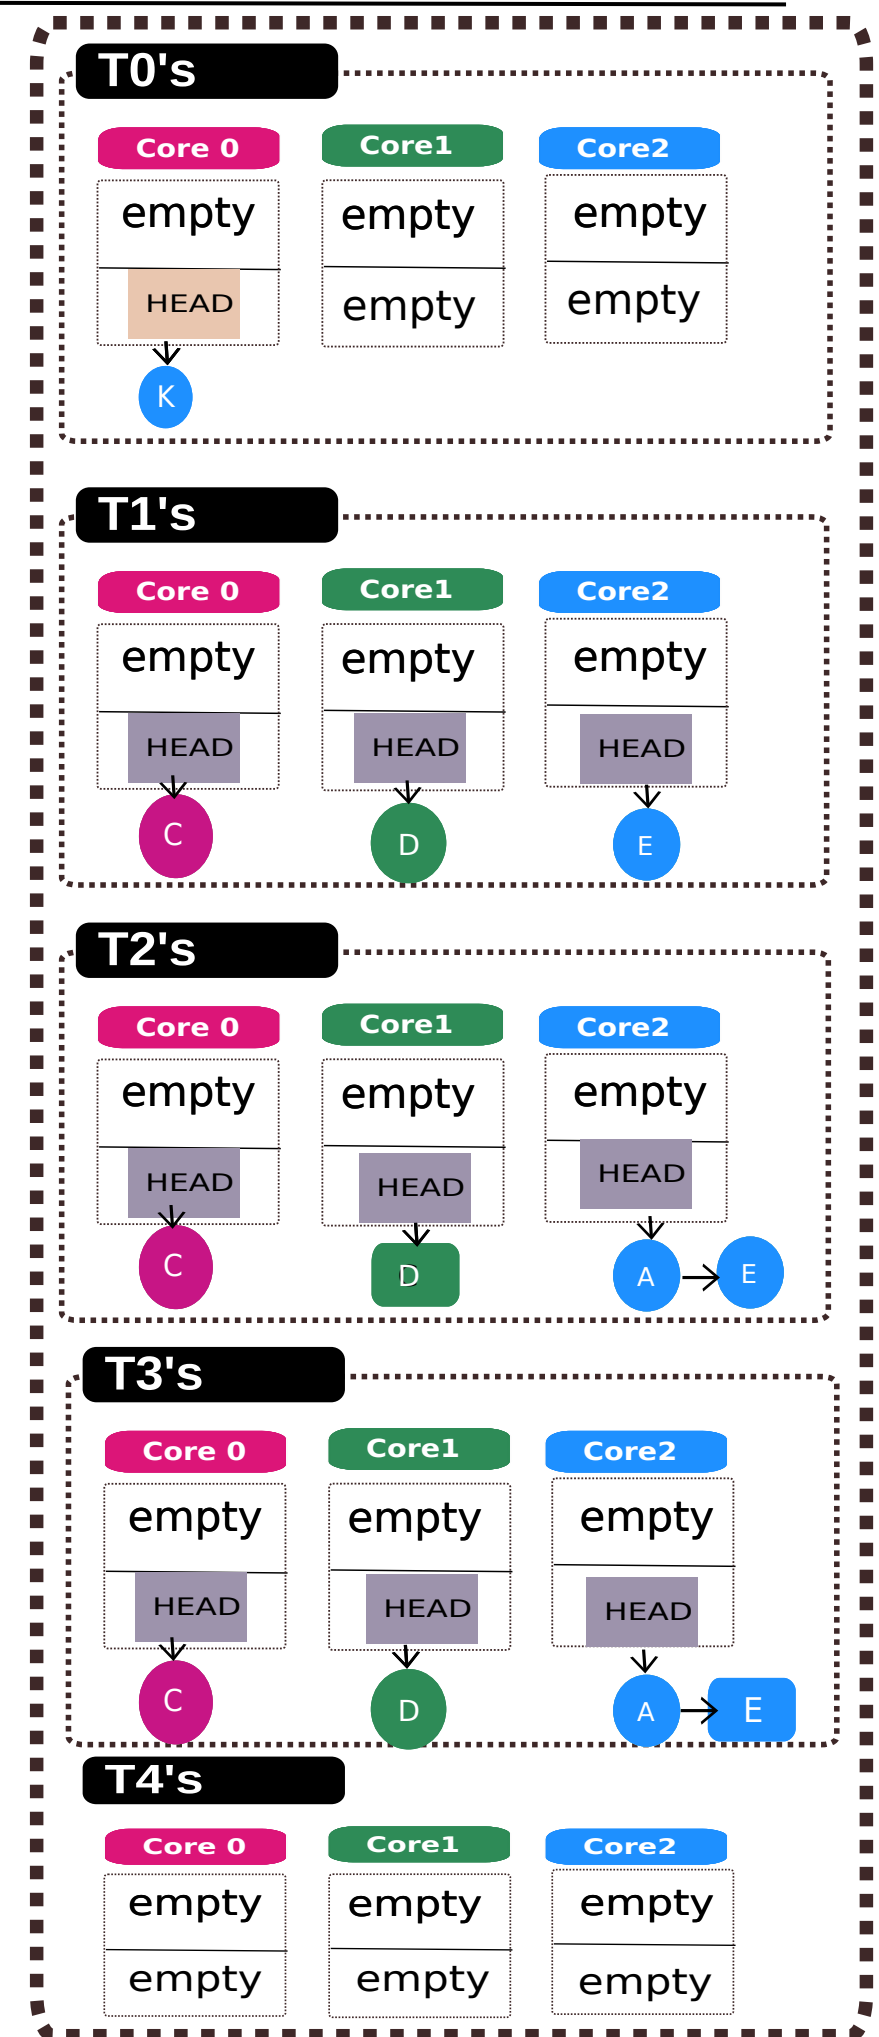 T0's
Core 0 Core1 Core2
empty empty empty
HEAD empty empty
K
T1's
Core 0 Core1 Core2
empty empty empty
HEAD HEAD HEAD
C D E
T2's
Core 0 Core1 Core2
empty empty empty
HEAD HEAD HEAD
C D A E
T3's
Core 0 Core1 Core2
empty empty empty
HEAD HEAD HEAD
C D A E
T4's
Core 0 Core1 Core2
empty empty empty
empty empty empty